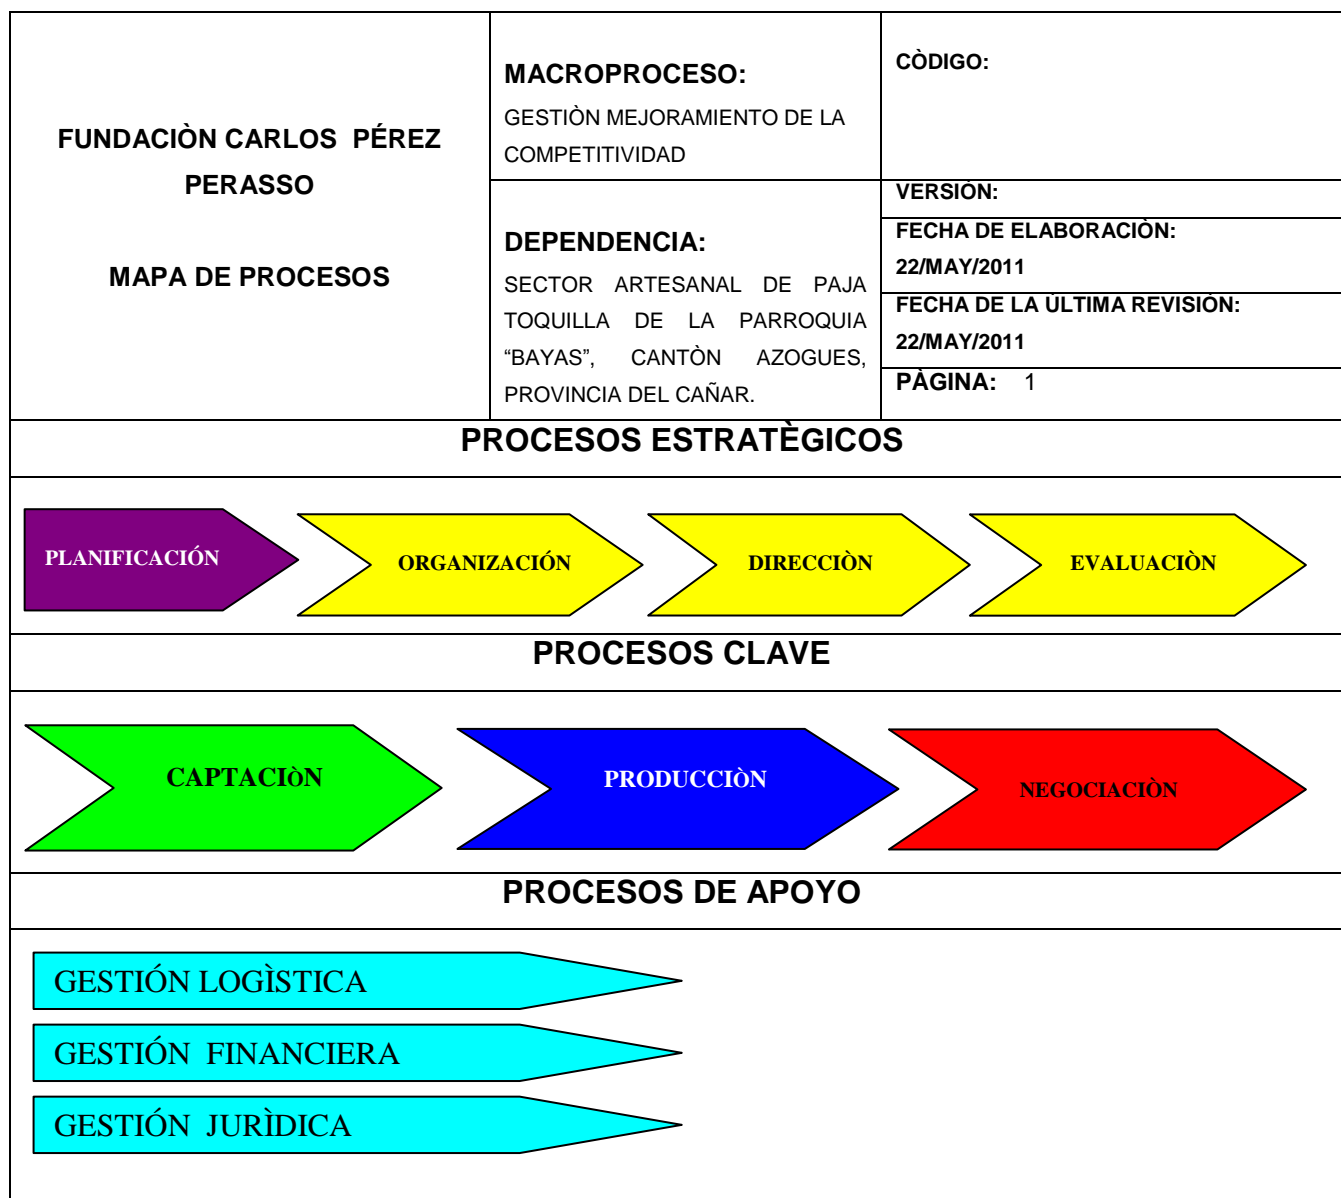 FUNDACIÒN CARLOS PÉREZ
PERASSO
MAPA DE PROCESOS
MACROPROCESO:
GESTIÒN MEJORAMIENTO DE LA
COMPETITIVIDAD
DEPENDENCIA:
SECTOR ARTESANAL DE PAJA
TOQUILLA DE LA PARROQUIA
“BAYAS”, CANTÒN AZOGUES,
PROVINCIA DEL CAÑAR.
CÒDIGO:
VERSIÒN:
FECHA DE ELABORACIÒN:
22/MAY/2011
FECHA DE LA ÙLTIMA REVISIÒN:
22/MAY/2011
PÀGINA: 1
PROCESOS ESTRATÈGICOS
PLANIFICACIÓN
ORGANIZACIÓN
DIRECCIÒN
EVALUACIÒN
PROCESOS CLAVE
CAPTACIÒN
PRODUCCIÒN
NEGOCIACIÒN
PROCESOS DE APOYO
GESTIÓN LOGÌSTICA
GESTIÓN FINANCIERA
GESTIÓN JURÌDICA